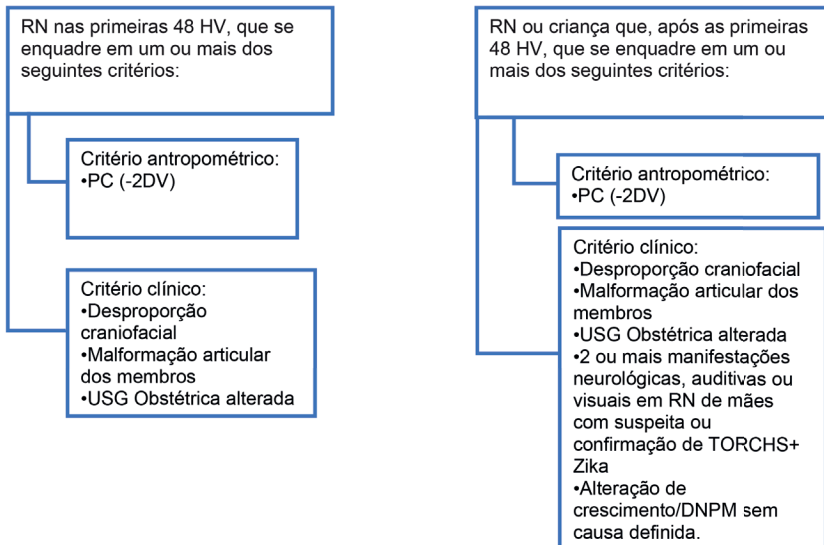 RN nas primeiras 48 HV, que se
enquadre em um ou mais dos
seguintes critérios:
Critério antropométrico:
•PC (-2DV)
Critério clínico:
•Desproporção
craniofacial
•Malformação articular
dos membros
•USG Obstétrica alterada
RN ou criança que, após as primeiras
48 HV, que se enquadre em um ou
mais dos seguintes critérios:
Critério antropométrico:
•PC (-2DV)
Critério clínico:
•Desproporção craniofacial
•Malformação articular dos
membros
•USG Obstétrica alterada
•2 ou mais manifestações
neurológicas, auditivas ou
visuais em RN de mães
com suspeita ou
confirmação de TORCHS+
Zika
•Alteração de
crescimento/DNPM sem
causa definida.